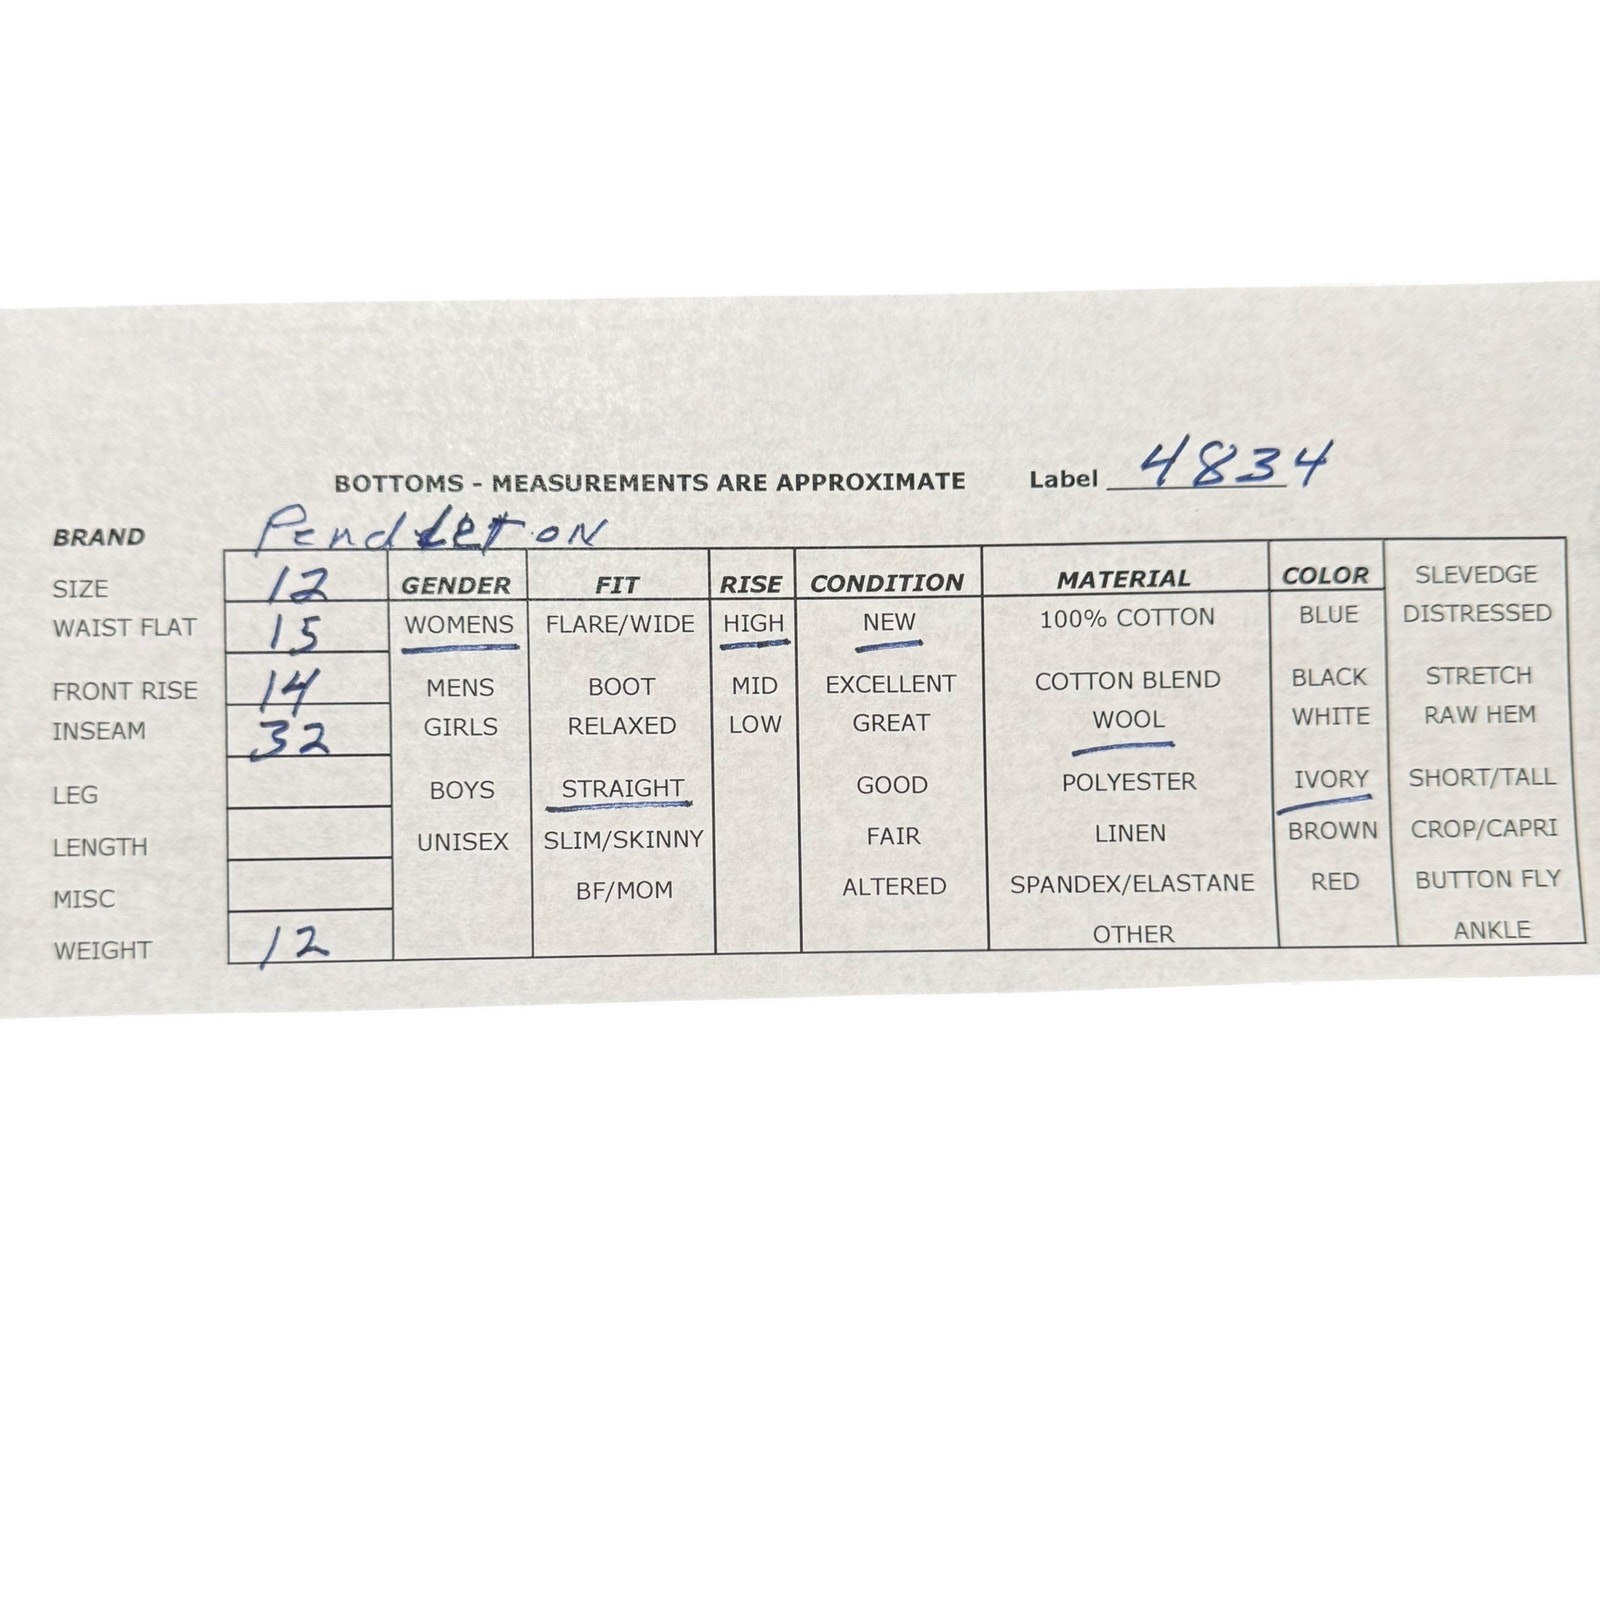 BOTTOMS - MEASUREMENTS ARE APPROXIMATE Label 4834
BRAND Pendleton
SIZE 12 GENDER FIT RISE CONDITION MATERIAL COLOR SLEVEDGE
WAIST FLAT 15 WOMENS FLARE/WIDE HIGH NEW 100% COTTON BLUE DISTRESSED
FRONT RISE 14 MENS BOOT MID EXCELLENT COTTON BLEND BLACK STRETCH
INSEAM 32 GIRLS RELAXED LOW GREAT WOOL WHITE RAW HEM
LEG BOYS STRAIGHT GOOD POLYESTER IVORY SHORT/TALL
LENGTH UNISEX SLIM/SKINNY FAIR LINEN BROWN CROP/CAPRI
MISC BF/MOM ALTERED SPANDEX/ELASTANE RED BUTTON FLY
WEIGHT 12 OTHER ANKLE